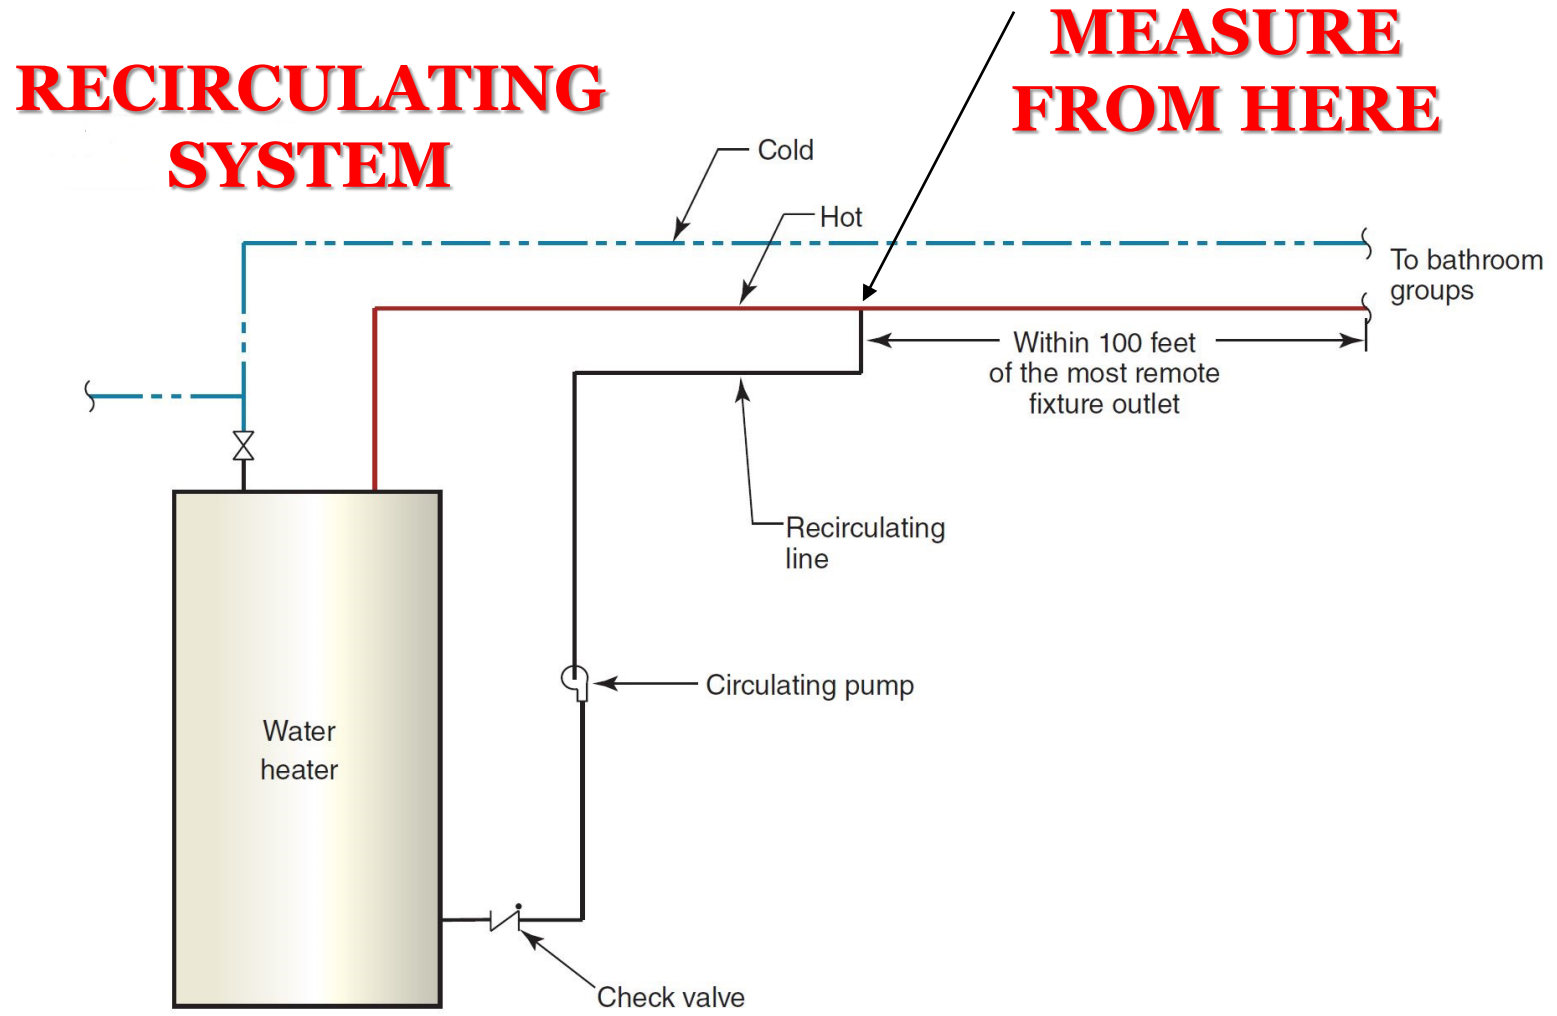 RECIRCULATING
SYSTEM
MEASURE
FROM HERE
Cold
Hot
To bathroom
groups
Within 100 feet
of the most remote
fixture outlet
Recirculating
line
Circulating pump
Water
heater
Check valve